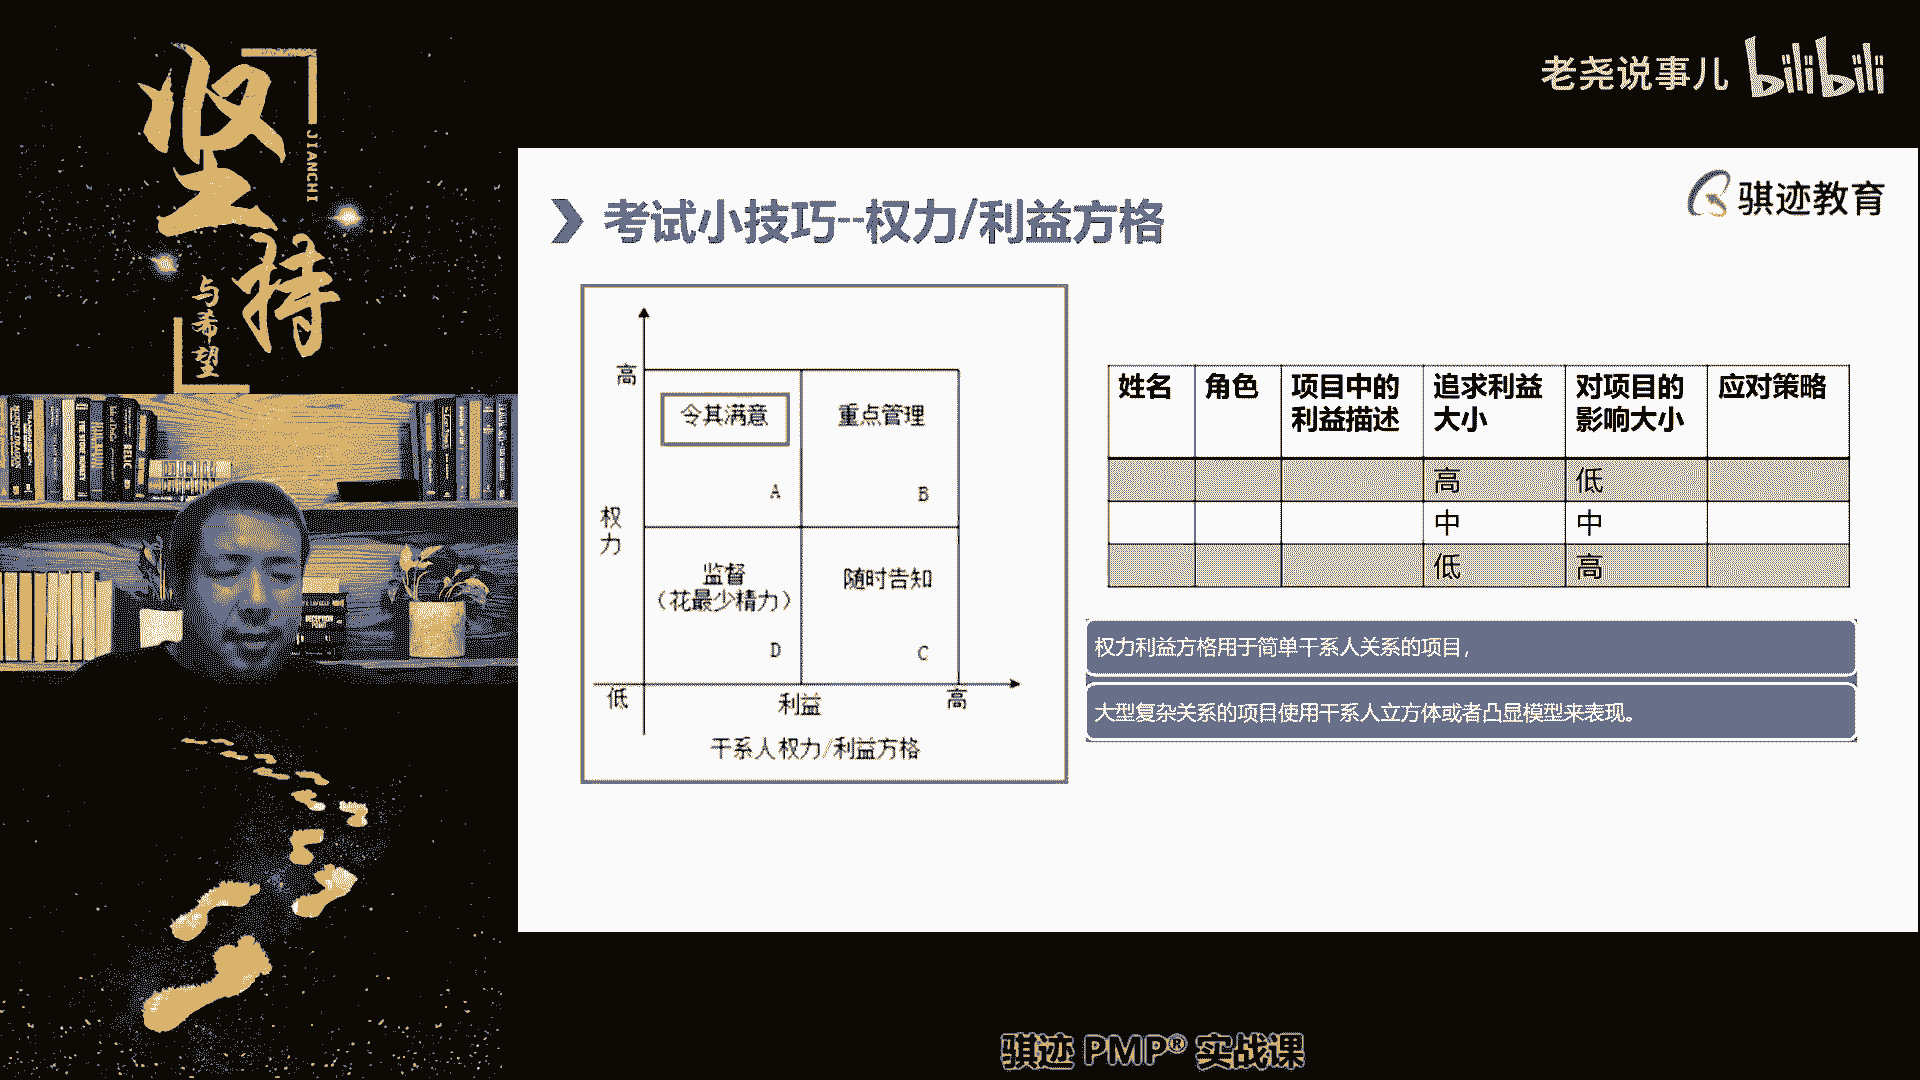 坚持
JIANCHI
与希望
老尧说事儿 bilibili
骐迹教育
考试小技巧--权力/利益方格
高
令其满意
重点管理
A
B
权力
监督
（花最少精力）
随时告知
D
C
低
利益
高
干系人权力/利益方格
姓名 角色 项目中的利益描述 追求利益大小 对项目的影响大小 应对策略
高 低
中 中
低 高
权力利益方格用于简单干系人关系的项目，
大型复杂关系的项目使用干系人立方体或者凸显模型来表现。
骐迹 PMP® 实战课